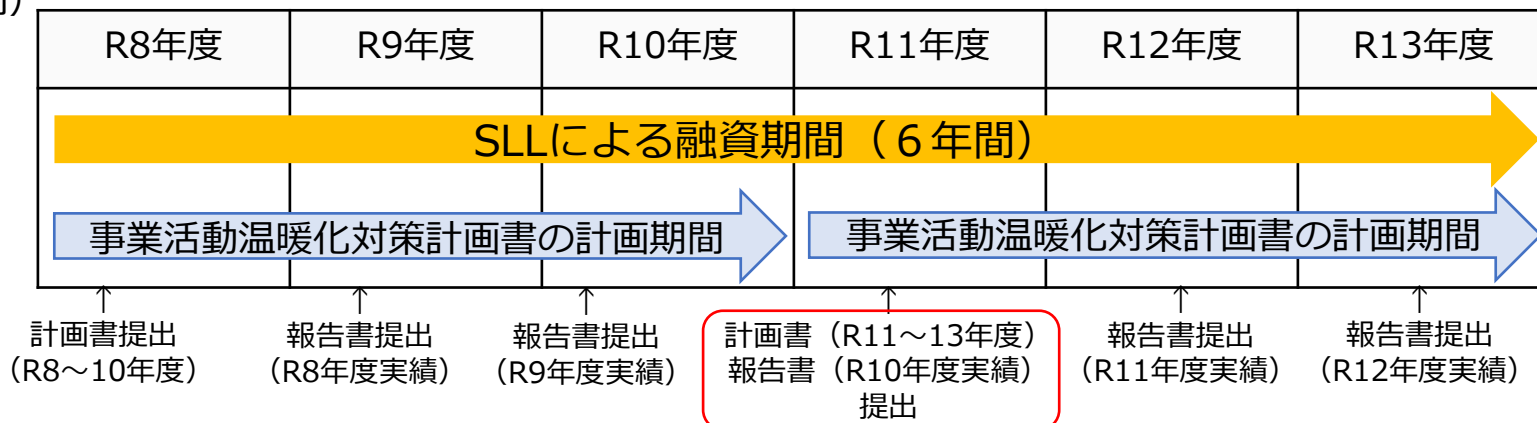 ）
R8年度 R9年度 R10年度 R11年度 R12年度 R13年度
SLLによる融資期間（６年間）
事業活動温暖化対策計画書の計画期間 事業活動温暖化対策計画書の計画期間
↑ ↑ ↑ ↑ ↑ ↑
計画書提出
（R8～10年度）
報告書提出
（R8年度実績）
報告書提出
（R9年度実績）
計画書（R11～13年度）
報告書（R10年度実績）
提出
報告書提出
（R11年度実績）
報告書提出
（R12年度実績）